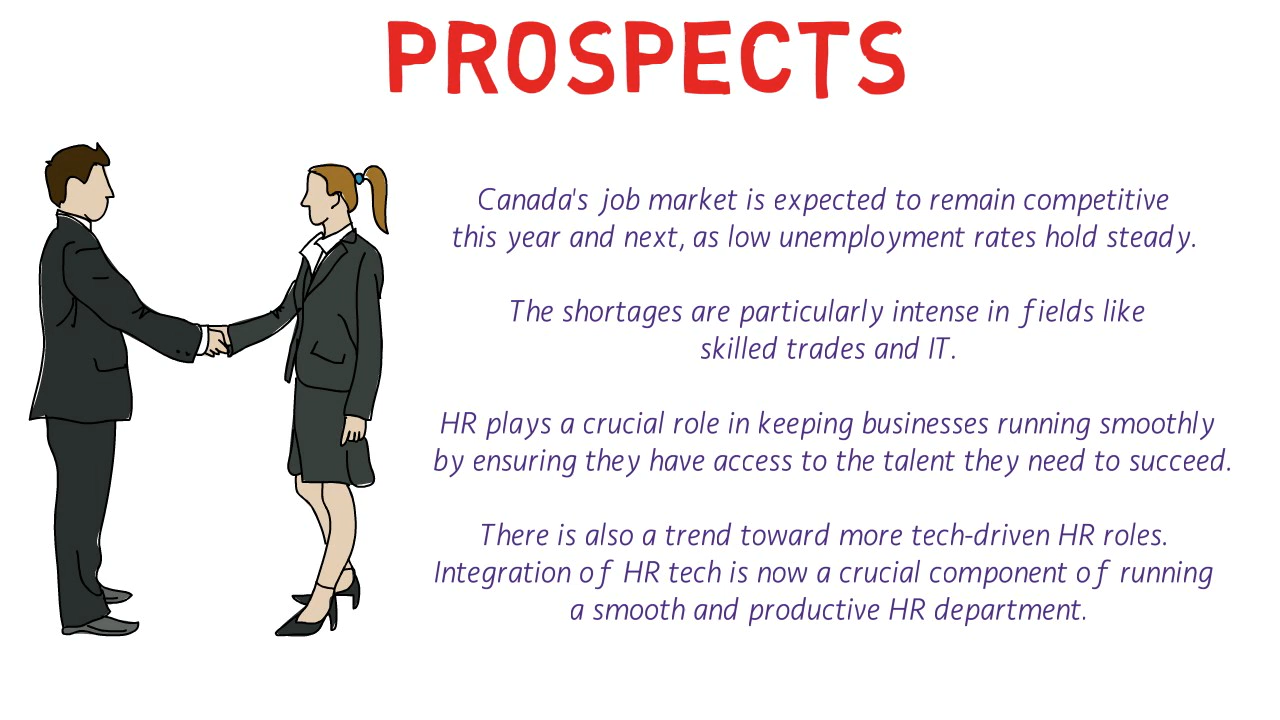 PROSPECTS
Canada's job market is expected to remain competitive
this year and next, as low unemployment rates hold steady.
The shortages are particularly intense in fields like
skilled trades and IT.
HR plays a crucial role in keeping businesses running smoothly
by ensuring they have access to the talent they need to succeed.
There is also a trend toward more tech-driven HR roles.
Integration of HR tech is now a crucial component of running
a smooth and productive HR department.